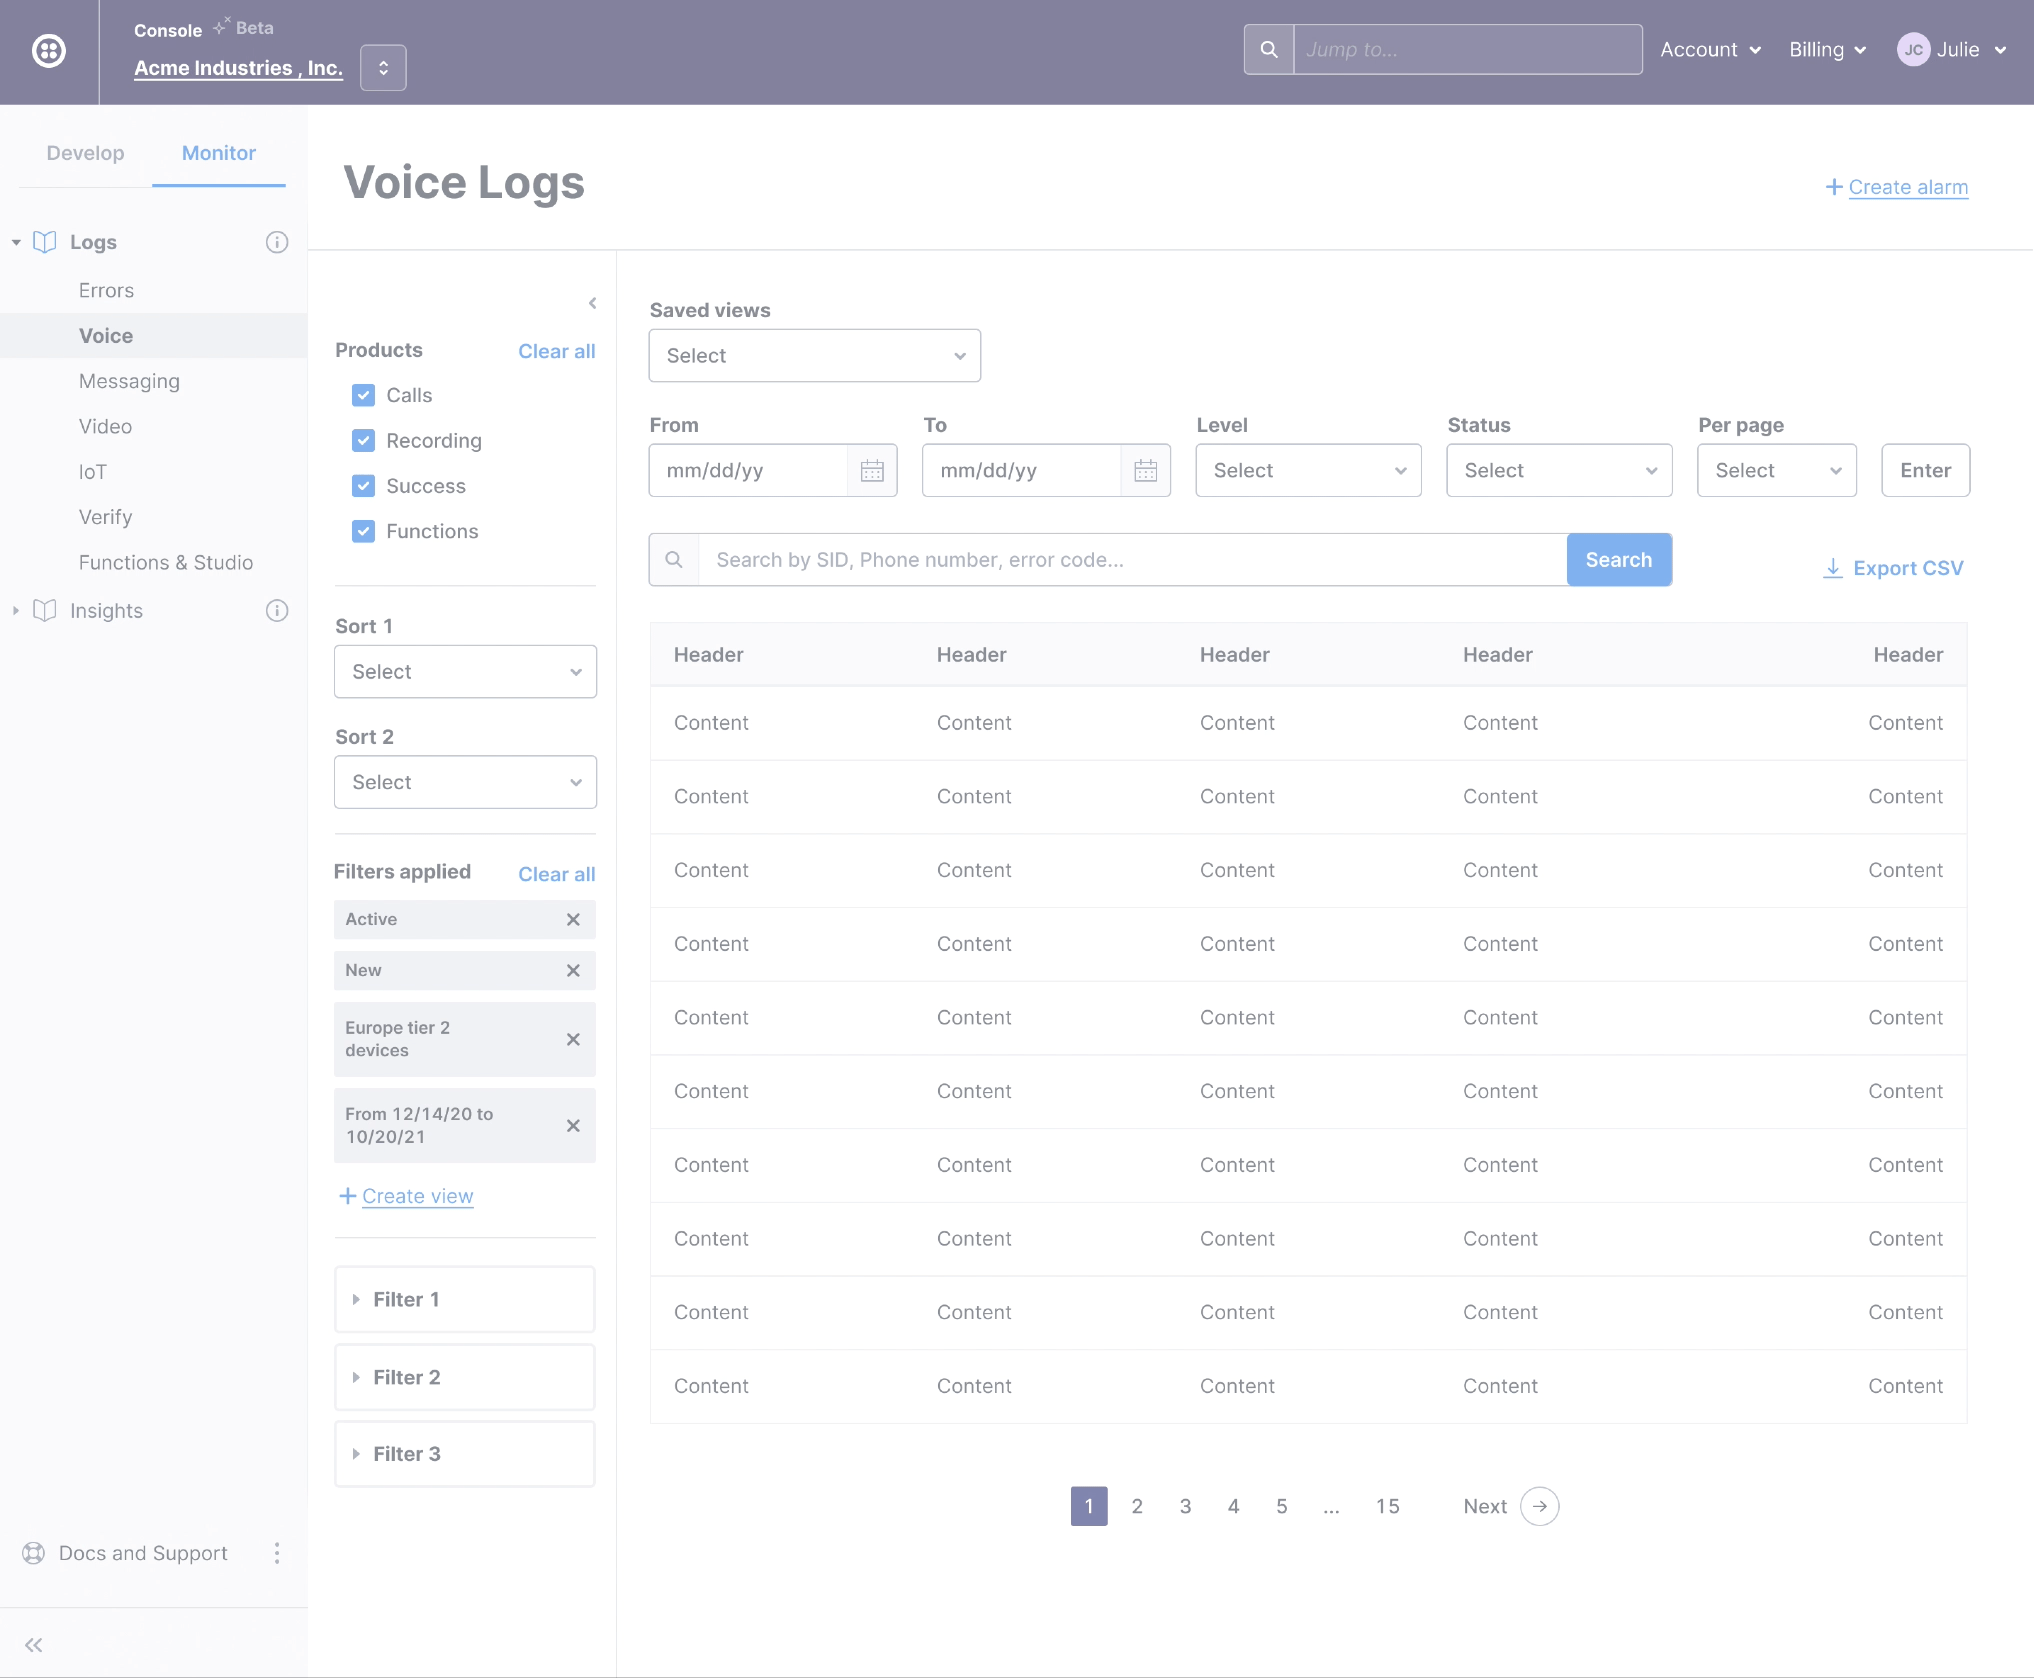 Console Beta
Acme Industries , Inc.
Jump to...
Account
Billing
JC Julie
Develop Monitor
Logs
Errors
Voice
Messaging
Video
IoT
Verify
Functions & Studio
Insights
Docs and Support
Voice Logs
+ Create alarm
Products Clear all
Calls
Recording
Success
Functions
Sort 1
Select
Sort 2
Select
Filters applied Clear all
Active
New
Europe tier 2
devices
From 12/14/20 to
10/20/21
+ Create view
Filter 1
Filter 2
Filter 3
Saved views
Select
From To Level Status Per page
mm/dd/yy mm/dd/yy Select Select Select Enter
Search by SID, Phone number, error code... Search
Export CSV
Header Header Header Header Header
Content Content Content Content Content
Content Content Content Content Content
Content Content Content Content Content
Content Content Content Content Content
Content Content Content Content Content
Content Content Content Content Content
Content Content Content Content Content
Content Content Content Content Content
Content Content Content Content Content
Content Content Content Content Content
1 2 3 4 5 ... 15 Next